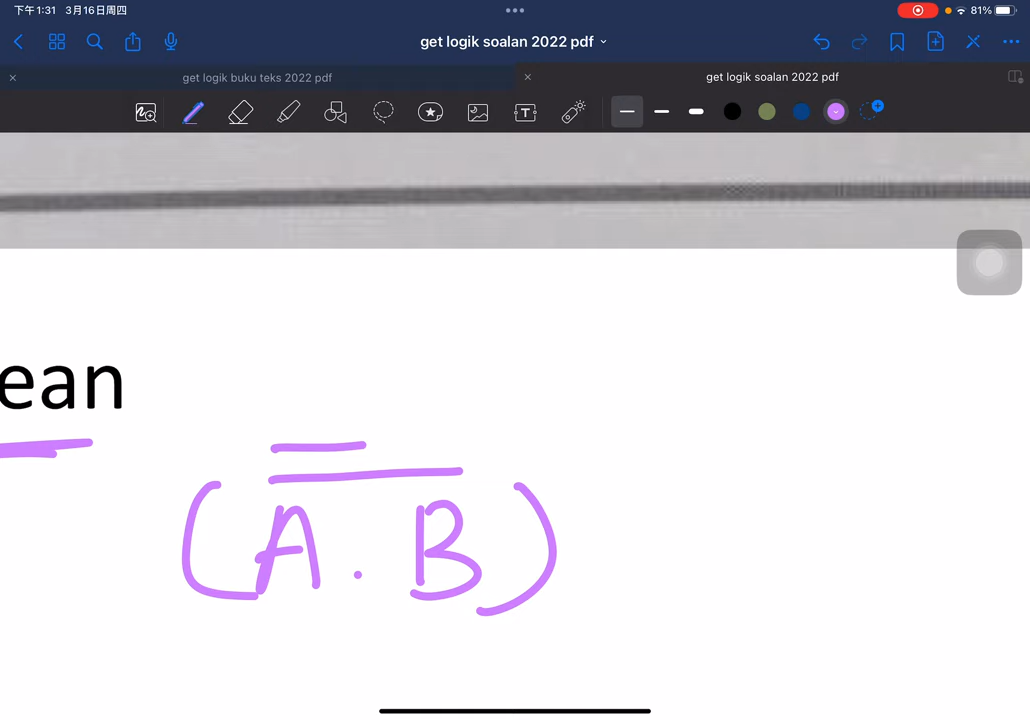 下午1:31 3月16日周四 81%
get logik soalan 2022 pdf
get logik buku teks 2022 pdf get logik soalan 2022 pdf
ean
(A̿.̅B̅)